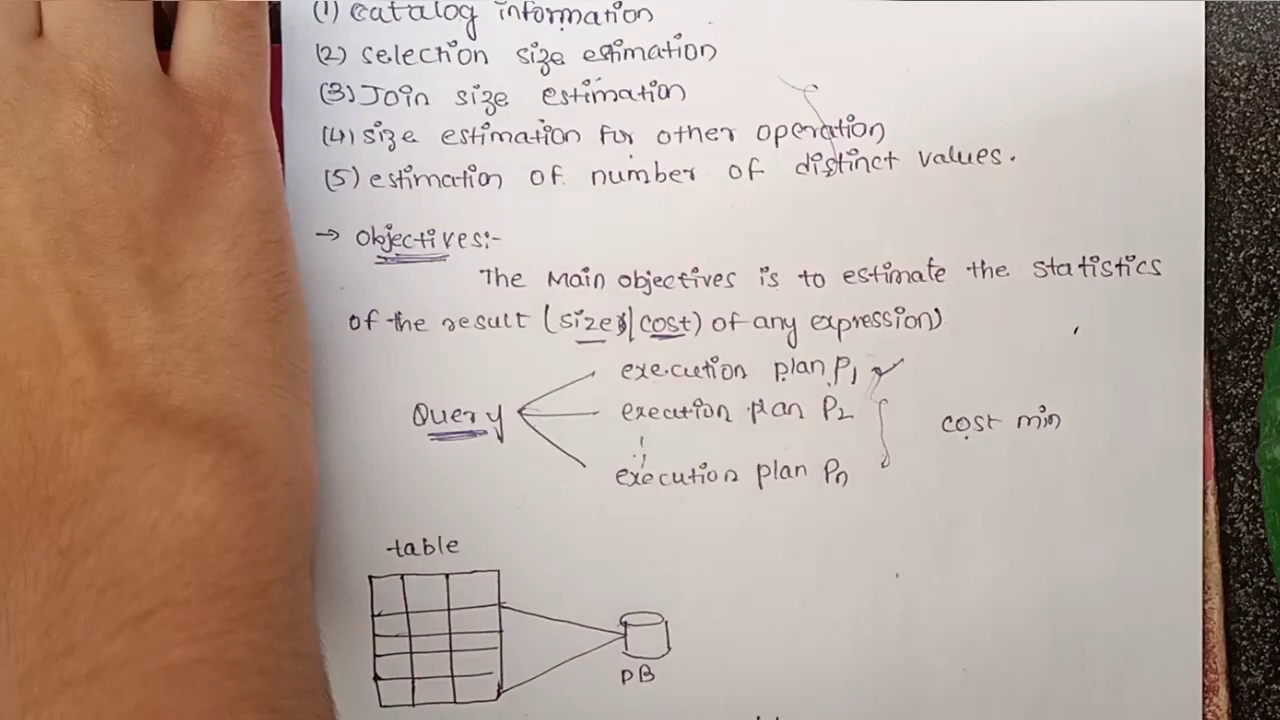 (1) catalog information
(2) selection size estimation
(3) Join size estimation
(4) size estimation for other operation
(5) estimation of number of distinct values.
→ Objectives:-
The Main objectives is to estimate the statistics
of the result (size | cost) of any expression)
execution plan P1
Query execution plan P2
cost min
execution plan Pn
table
DB